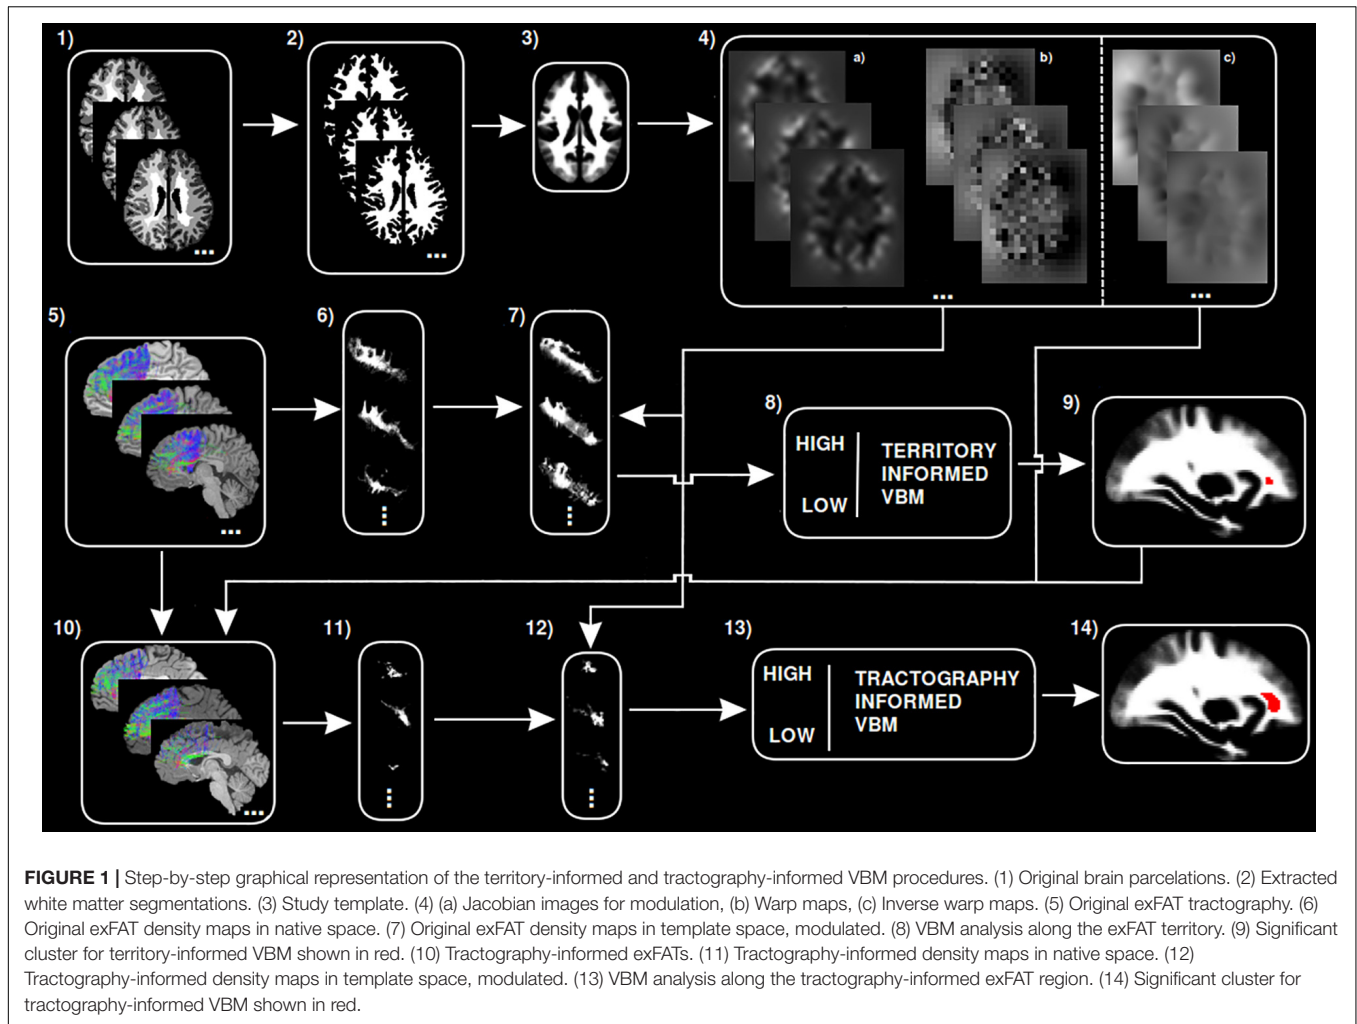 1)
2)
3)
4)
a)
b)
c)
...
...
...
...
5)
6)
7)
8)
9)
HIGH
LOW
TERRITORY
INFORMED
VBM
...
10)
11)
12)
13)
14)
HIGH
LOW
TRACTOGRAPHY
INFORMED
VBM
...
FIGURE 1 | Step-by-step graphical representation of the territory-informed and tractography-informed VBM procedures. (1) Original brain parcelations. (2) Extracted
white matter segmentations. (3) Study template. (4) (a) Jacobian images for modulation, (b) Warp maps, (c) Inverse warp maps. (5) Original exFAT tractography. (6)
Original exFAT density maps in native space. (7) Original exFAT density maps in template space, modulated. (8) VBM analysis along the exFAT territory. (9) Significant
cluster for territory-informed VBM shown in red. (10) Tractography-informed exFATs. (11) Tractography-informed density maps in native space. (12)
Tractography-informed density maps in template space, modulated. (13) VBM analysis along the tractography-informed exFAT region. (14) Significant cluster for
tractography-informed VBM shown in red.